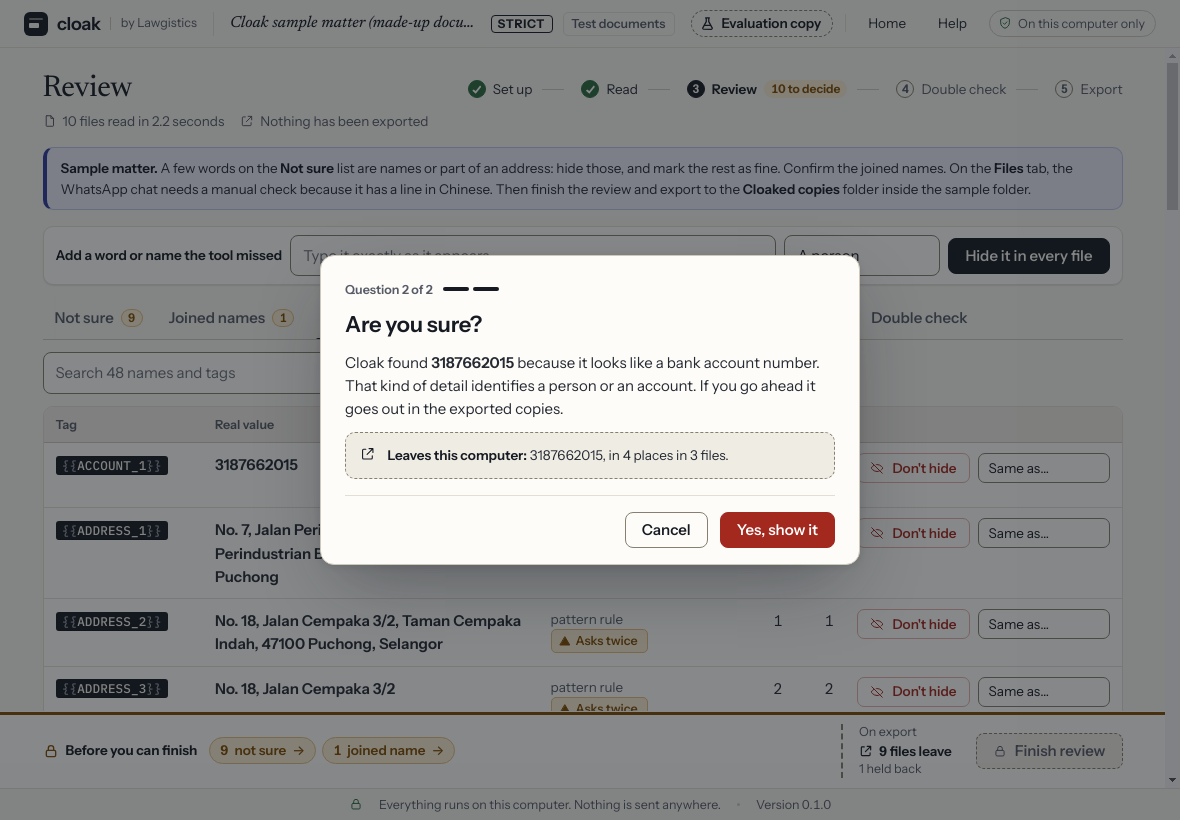 cloak by Lawgistics Cloak sample matter (made-up docu... STRICT Test documents Evaluation copy Home Help On this computer only
Review
Set up Read 3 Review 10 to decide 4 Double check 5 Export
10 files read in 2.2 seconds Nothing has been exported
Sample matter. A few words on the Not sure list are names or part of an address: hide those, and mark the rest as fine. Confirm the joined names. On the Files tab, the
WhatsApp chat needs a manual check because it has a line in Chinese. Then finish the review and export to the Cloaked copies folder inside the sample folder.
Add a word or name the tool missed Type it exactly as it appears A person Hide it in every file
Not sure 9 Joined names 1 Double check
Search 48 names and tags
Tag Real value
{{ACCOUNT_1}} 3187662015 Don't hide Same as...
{{ADDRESS_1}} No. 7, Jalan Peri Don't hide Same as...
Perindustrian
Puchong
{{ADDRESS_2}} No. 18, Jalan Cempaka 3/2, Taman Cempaka pattern rule 1 1 Don't hide Same as...
Indah, 47100 Puchong, Selangor Asks twice
{{ADDRESS_3}} No. 18, Jalan Cempaka 3/2 pattern rule 2 2 Don't hide Same as...
Asks twice
Question 2 of 2
Are you sure?
Cloak found 3187662015 because it looks like a bank account number.
That kind of detail identifies a person or an account. If you go ahead it
goes out in the exported copies.
Leaves this computer: 3187662015, in 4 places in 3 files.
Cancel Yes, show it
Before you can finish 9 not sure → 1 joined name →
On export
9 files leave
1 held back
Finish review
Everything runs on this computer. Nothing is sent anywhere. · Version 0.1.0